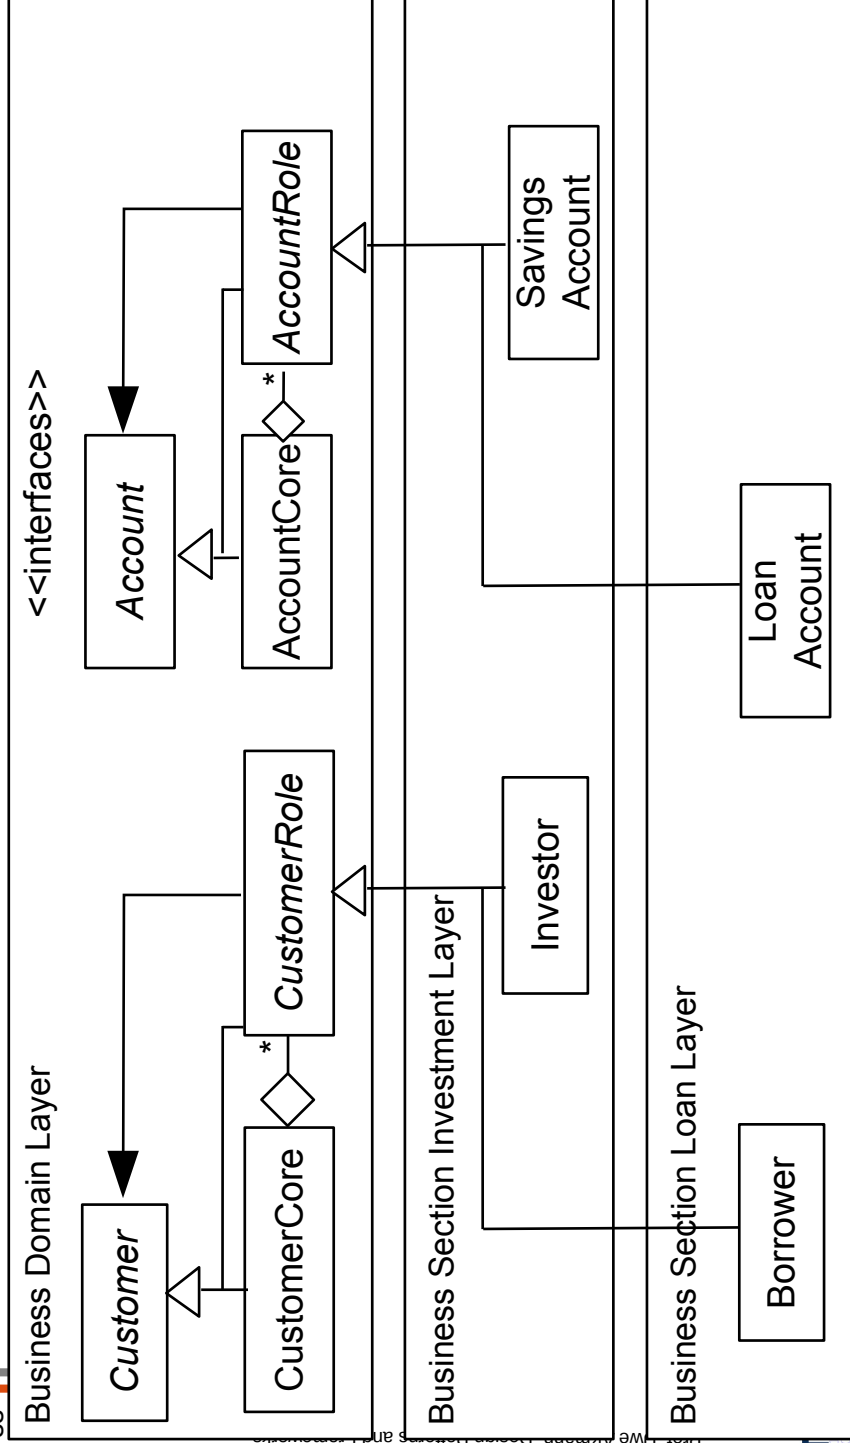 Business Domain Layer
<<interfaces>>
Customer
Account
CustomerCore
*
CustomerRole
AccountCore
*
AccountRole
Business Section Investment Layer
Investor
Savings
Account
Business Section Loan Layer
Borrower
Loan
Account